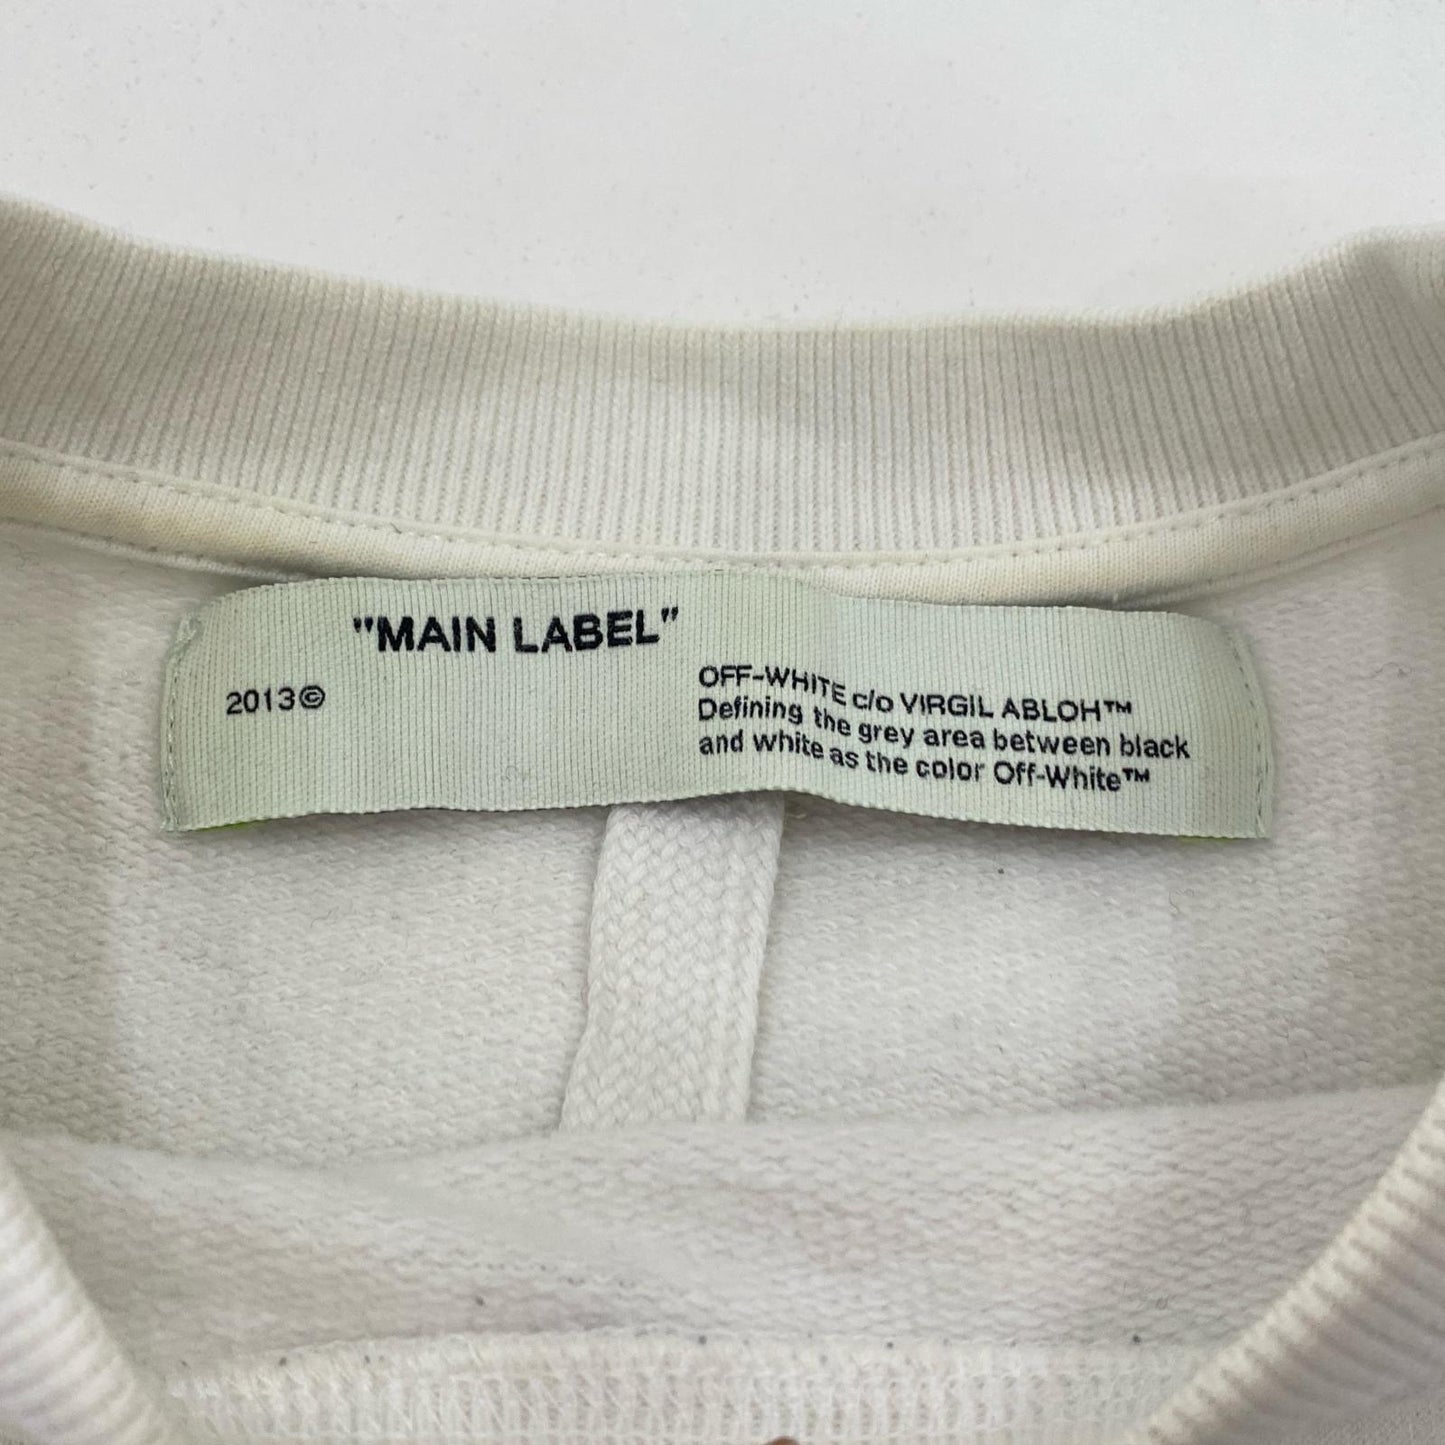 "MAIN LABEL"
2013©
OFF-WHITE c/o VIRGIL ABLOH™
Defining the grey area between black
and white as the color Off-White™